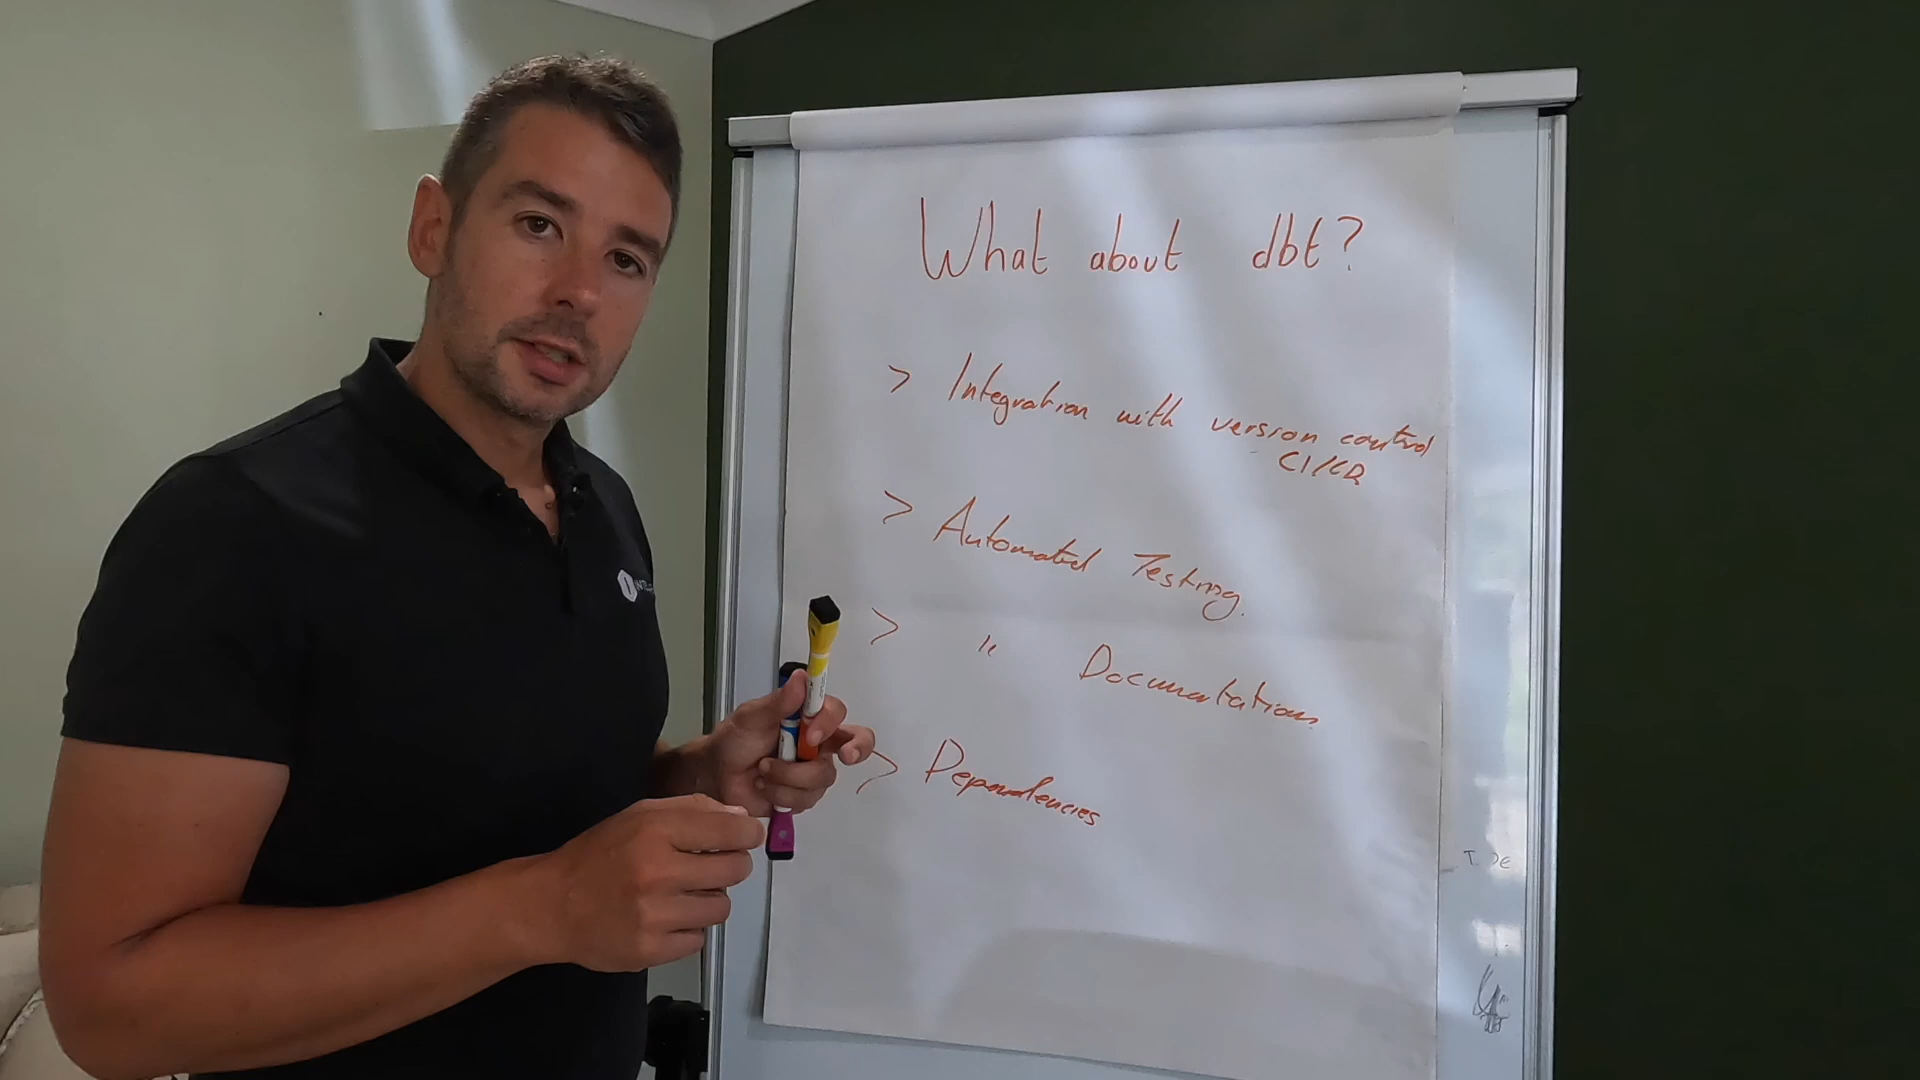 What about dbt?
> Integration with version control
CI/CD
> Automated Testing.
> " Documentation
> Dependencies